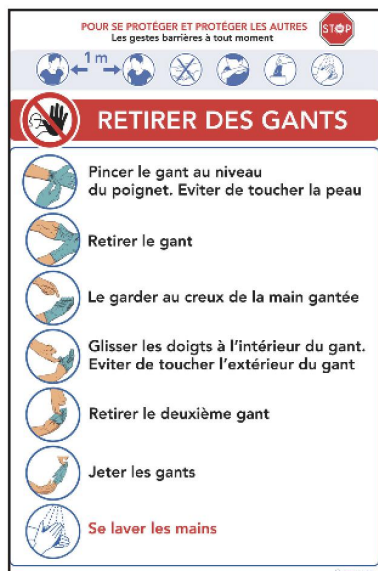 POUR SE PROTÉGER ET PROTÉGER LES AUTRES
Les gestes barrières à tout moment
STOP
1 m
RETIRER DES GANTS
Pincer le gant au niveau
du poignet. Eviter de toucher la peau
Retirer le gant
Le garder au creux de la main gantée
Glisser les doigts à l'intérieur du gant.
Eviter de toucher l'extérieur du gant
Retirer le deuxième gant
Jeter les gants
Se laver les mains